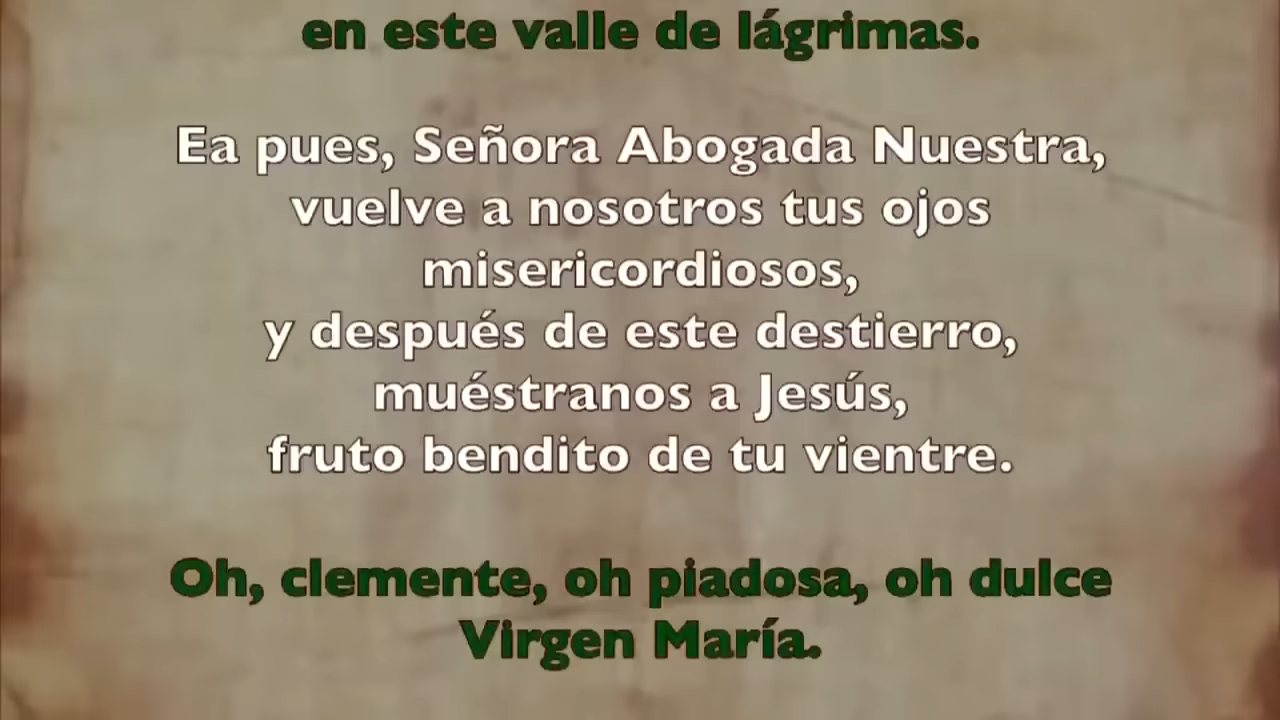 en este valle de lágrimas.
Ea pues, Señora Abogada Nuestra,
vuelve a nosotros tus ojos
misericordiosos,
y después de este destierro,
muéstranos a Jesús,
fruto bendito de tu vientre.
Oh, clemente, oh piadosa, oh dulce
Virgen María.